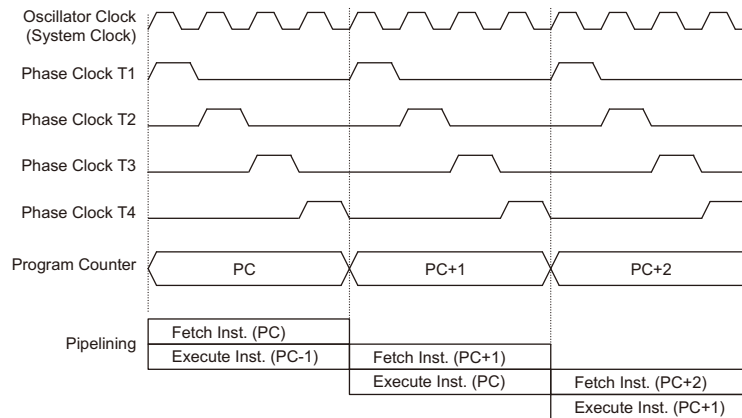 Oscillator Clock
(System Clock)
Phase Clock T1
Phase Clock T2
Phase Clock T3
Phase Clock T4
Program Counter
PC
PC+1
PC+2
Pipelining
Fetch Inst. (PC)
Execute Inst. (PC-1)
Fetch Inst. (PC+1)
Execute Inst. (PC)
Fetch Inst. (PC+2)
Execute Inst. (PC+1)